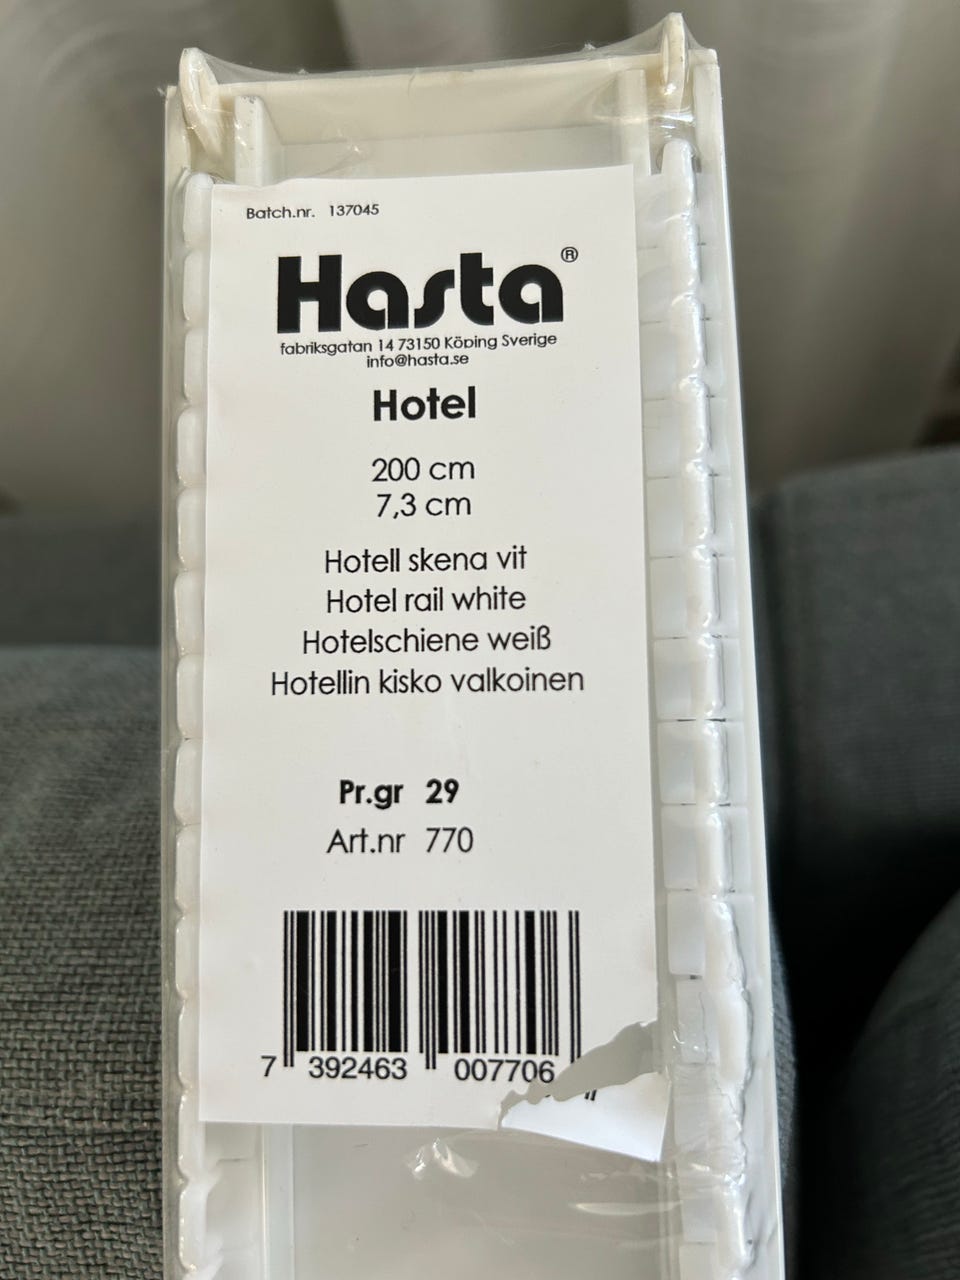 Batch.nr. 137045
Hasta®
fabriksgatan 14 73150 Köping Sverige
info@hasta.se
Hotel
200 cm
7,3 cm
Hotell skena vit
Hotel rail white
Hotelschiene weiß
Hotellin kisko valkoinen
Pr.gr 29
Art.nr 770
7 392463 007706